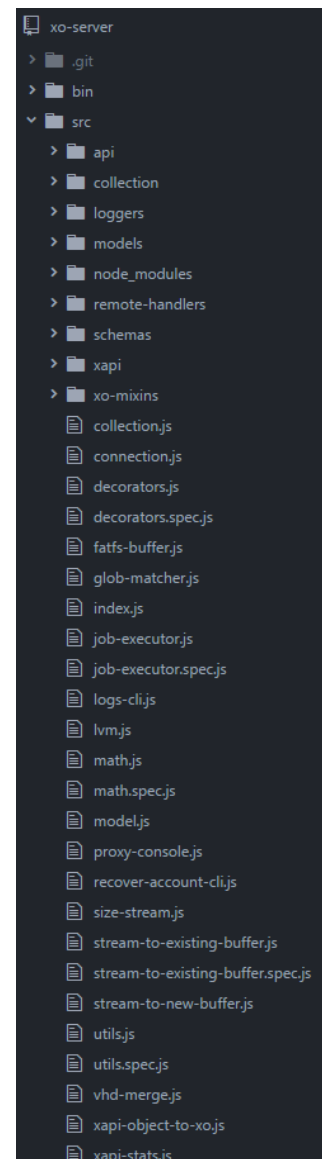 xo-server
.git
bin
src
api
collection
loggers
models
node_modules
remote-handlers
schemas
xapi
xo-mixins
collection.js
connection.js
decorators.js
decorators.spec.js
fatfs-buffer.js
glob-matcher.js
index.js
job-executor.js
job-executor.spec.js
logs-cli.js
lvm.js
math.js
math.spec.js
model.js
proxy-console.js
recover-account-cli.js
size-stream.js
stream-to-existing-buffer.js
stream-to-existing-buffer.spec.js
stream-to-new-buffer.js
utils.js
utils.spec.js
vhd-merge.js
xapi-object-to-xo.js
xapi-stats.js